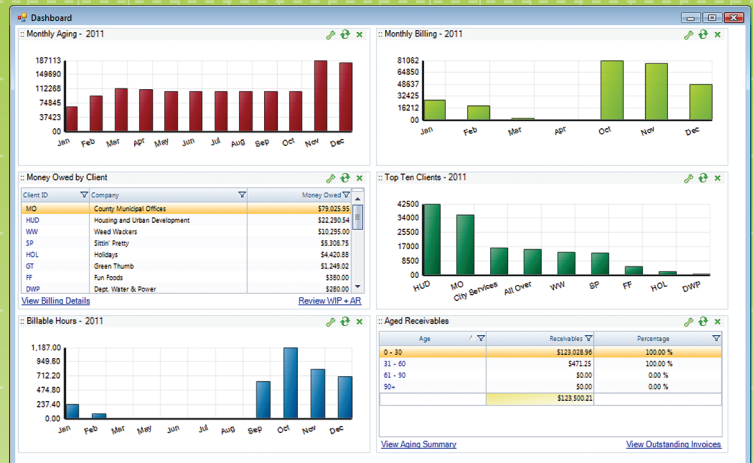 Dashboard
:: Monthly Aging - 2011
187113
149690
112268
74845
37423
00
Jan Feb Mar Apr May Jun Jul Aug Sep Oct Nov Dec
:: Monthly Billing - 2011
81062
64850
48637
32425
16212
00
Jan Feb Mar Apr Oct Nov Dec
:: Money Owed by Client
Client ID Company Money Owed
MO County Municipal Offices $79,025.95
HUD Housing and Urban Development $22,290.54
WW Weed Wackers $10,295.00
SP Sittin' Pretty $5,308.75
HOL Holidays $4,420.88
GT Green Thumb $1,249.02
FF Fun Foods $380.00
DWP Dept. Water & Power $280.00
View Billing Details Review WIP + AR
:: Top Ten Clients - 2011
42500
34000
25500
17000
8500
00
HUD MO City Services All Over WW SP FF HOL DWP
:: Billable Hours - 2011
1,187.00
949.60
712.20
474.80
237.40
0.00
Jan Feb Mar May Jun Jul Aug Sep Oct Nov Dec
:: Aged Receivables
Age Receivables Percentage
0 - 30 $123,028.96 100.00 %
31 - 60 $471.25 100.00 %
61 - 90 $0.00 0.00 %
90+ $0.00 0.00 %
$123,500.21
View Aging Summary View Outstanding Invoices